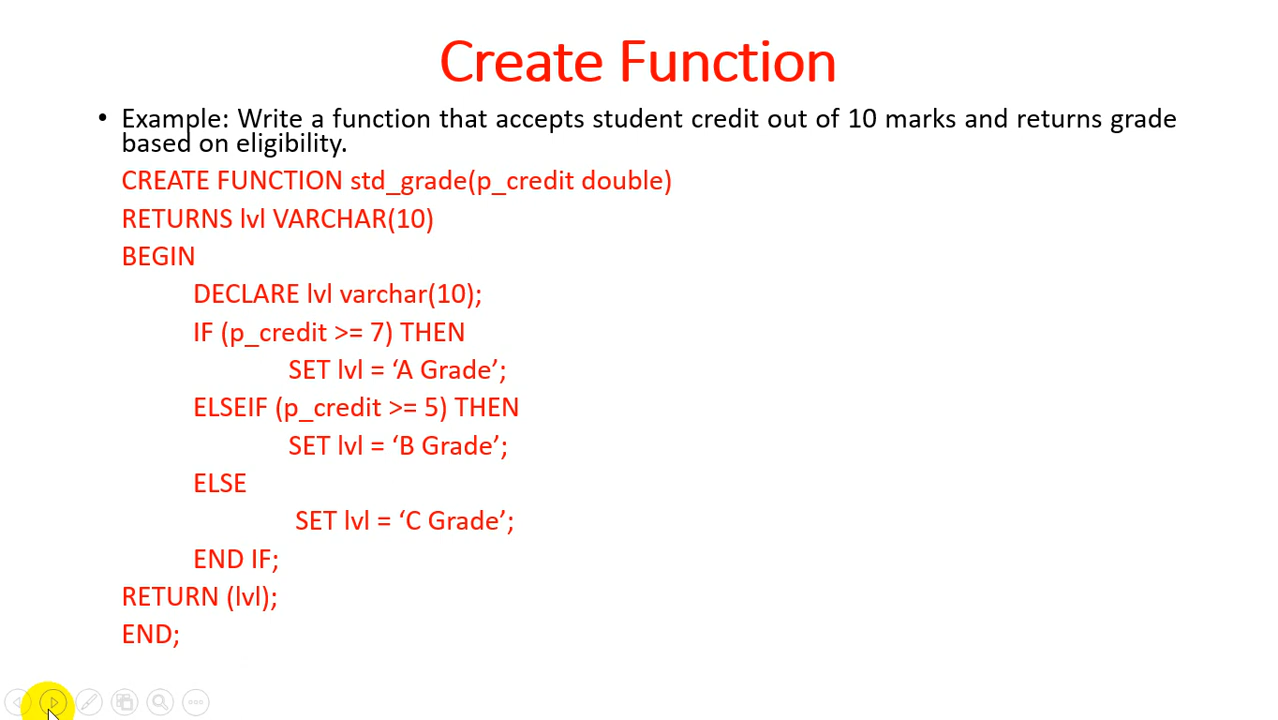 Create Function
• Example: Write a function that accepts student credit out of 10 marks and returns grade
based on eligibility.
CREATE FUNCTION std_grade(p_credit double)
RETURNS lvl VARCHAR(10)
BEGIN
DECLARE lvl varchar(10);
IF (p_credit >= 7) THEN
SET lvl = ‘A Grade’;
ELSEIF (p_credit >= 5) THEN
SET lvl = ‘B Grade’;
ELSE
SET lvl = ‘C Grade’;
END IF;
RETURN (lvl);
END;